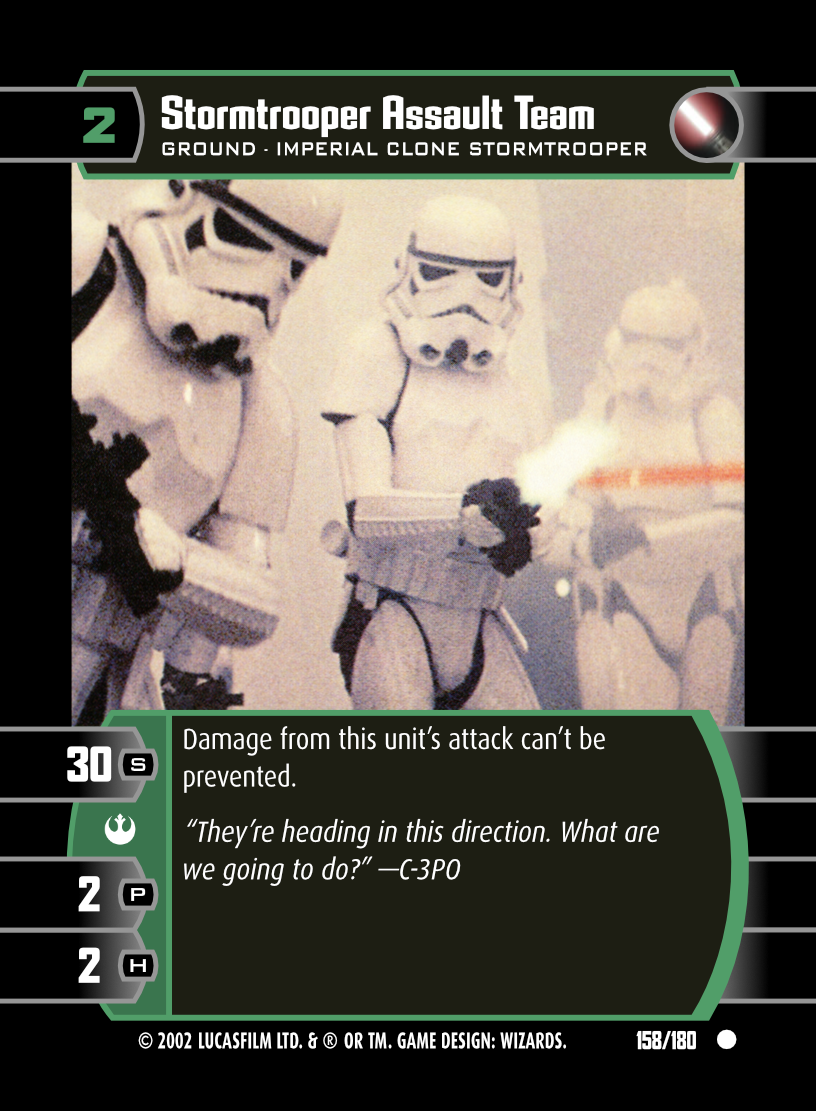 2
Stormtrooper Assault Team
GROUND - IMPERIAL CLONE STORMTROOPER
30 S
Damage from this unit's attack can't be
prevented.
"They're heading in this direction. What are
we going to do?" —C-3PO
2 P
2 H
© 2002 LUCASFILM LTD. & ® OR TM. GAME DESIGN: WIZARDS.
158/180